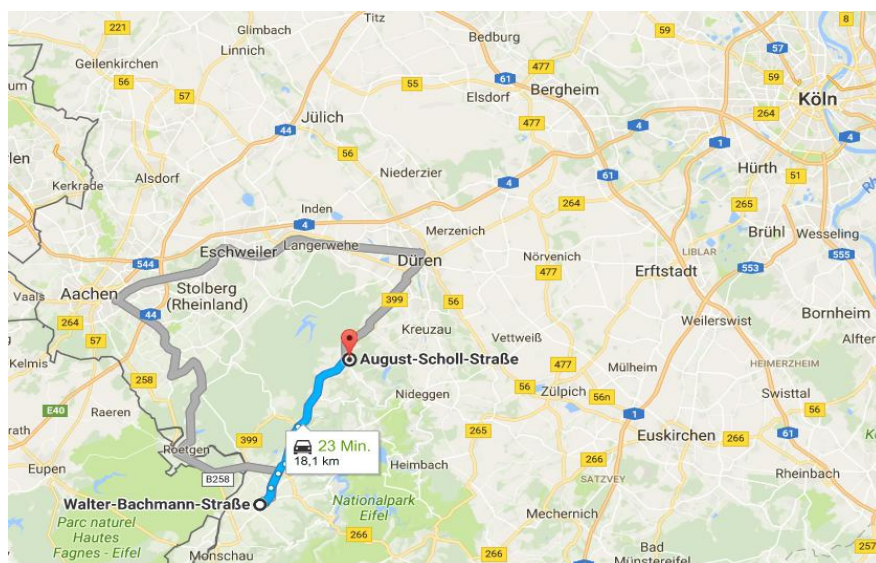 Titz
221
Glimbach
59
8
Bedburg
Linnich
Geilenkirchen
477
57
56
61
55
Bergheim
59
57
Elsdorf
264
Köln
44
Jülich
477
4
56
1
4
Niederzier
Alsdorf
Hürth
Kerkrade
4
61
51
Inden
264
265
4
Merzenich
Brühl
Wesseling
Eschweiler
Langerwehe
Nörvenich
LIBLAR
555
544
Düren
Erftstadt
553
Vaals
Aachen
Stolberg
(Rheinland)
477
399
56
Bornheim
264
44
Kreuzau
Vettweiß
Weilerswist
57
August-Scholl-Straße
Mülheim
HEIMERZHEIM
Kelmis
258
56
Zülpich
56n
Swisttal
E40
Raeren
Nideggen
1
56
399
23 Min.
18,1 km
265
Euskirchen
61
Roetgen
Eupen
Heimbach
266
266
Rheinbach
B258
SATZVEY
Walter-Bachmann-Straße
Nationalpark
Eifel
Mechernich
Parc naturel
Hautes
Fagnes - Eifel
266
266
257
Monschau
Bad
Münstereifel